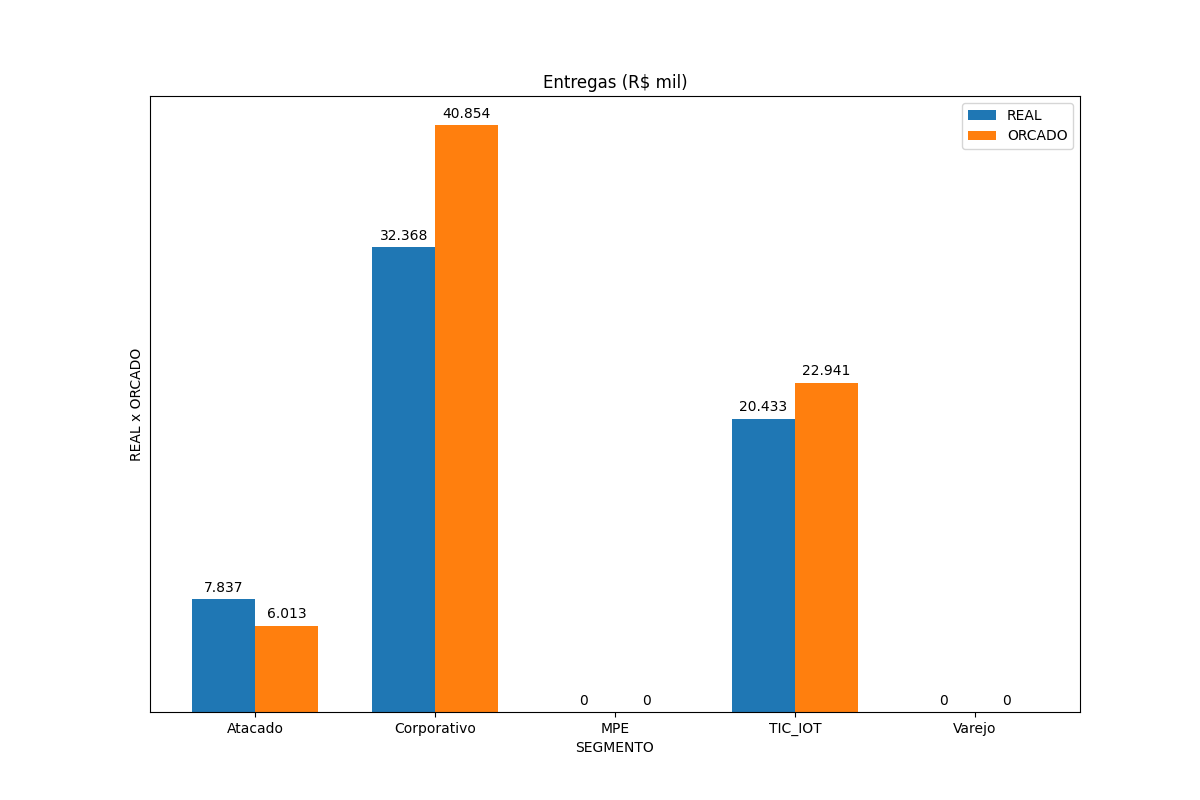 Entregas (R$ mil)
REAL
ORCADO
40.854
32.368
22.941
20.433
7.837
6.013
0 0 0 0
REAL x ORCADO
Atacado Corporativo MPE TIC_IOT Varejo
SEGMENTO